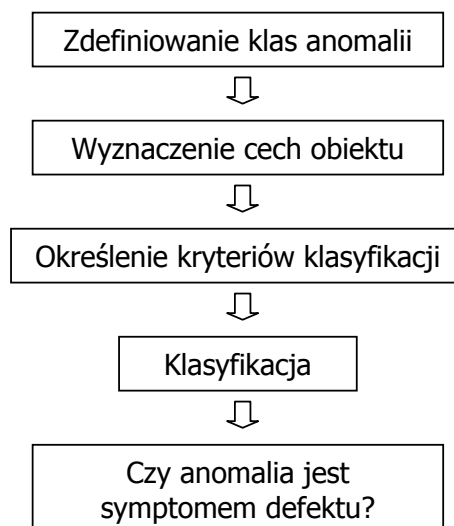 Zdefiniowanie klas anomalii
Wyznaczenie cech obiektu
Określenie kryteriów klasyfikacji
Klasyfikacja
Czy anomalia jest
symptomem defektu?